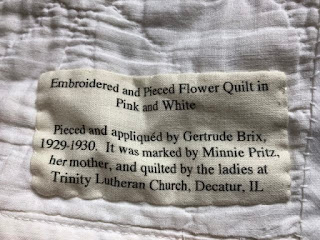 Embroidered and Pieced Flower Quilt in
Pink and White
Pieced and appliquéd by Gertrude Brix,
1929-1930. It was marked by Minnie Pritz,
her mother, and quilted by the ladies at
Trinity Lutheran Church, Decatur, IL